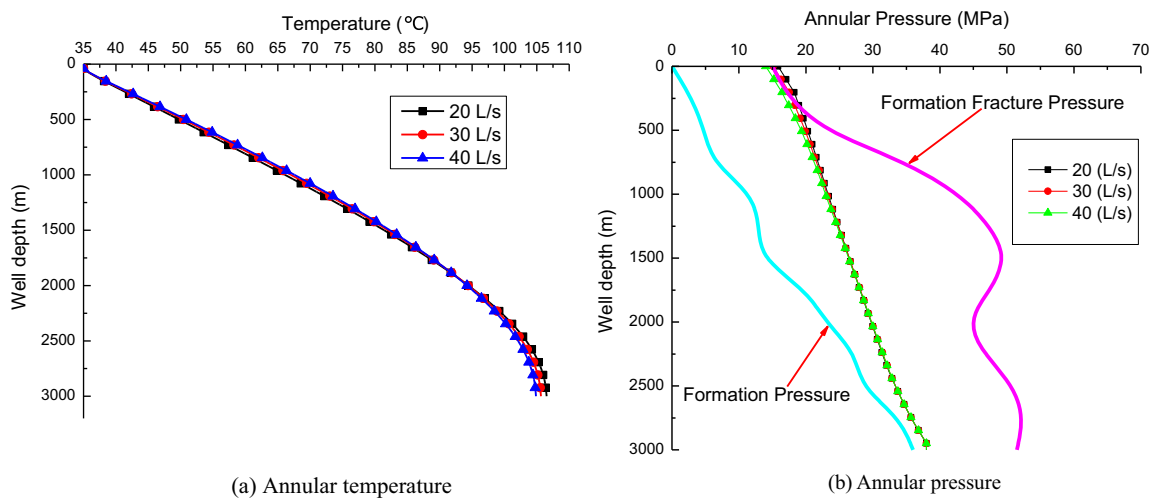 Temperature (℃)
35 40 45 50 55 60 65 70 75 80 85 90 95 100 105 110
0
500
1000
1500
2000
2500
3000
Well depth (m)
20 L/s
30 L/s
40 L/s
(a) Annular temperature
Annular Pressure (MPa)
0 10 20 30 40 50 60 70
0
500
1000
1500
2000
2500
3000
Well depth (m)
Formation Fracture Pressure
20 (L/s)
30 (L/s)
40 (L/s)
Formation Pressure
(b) Annular pressure